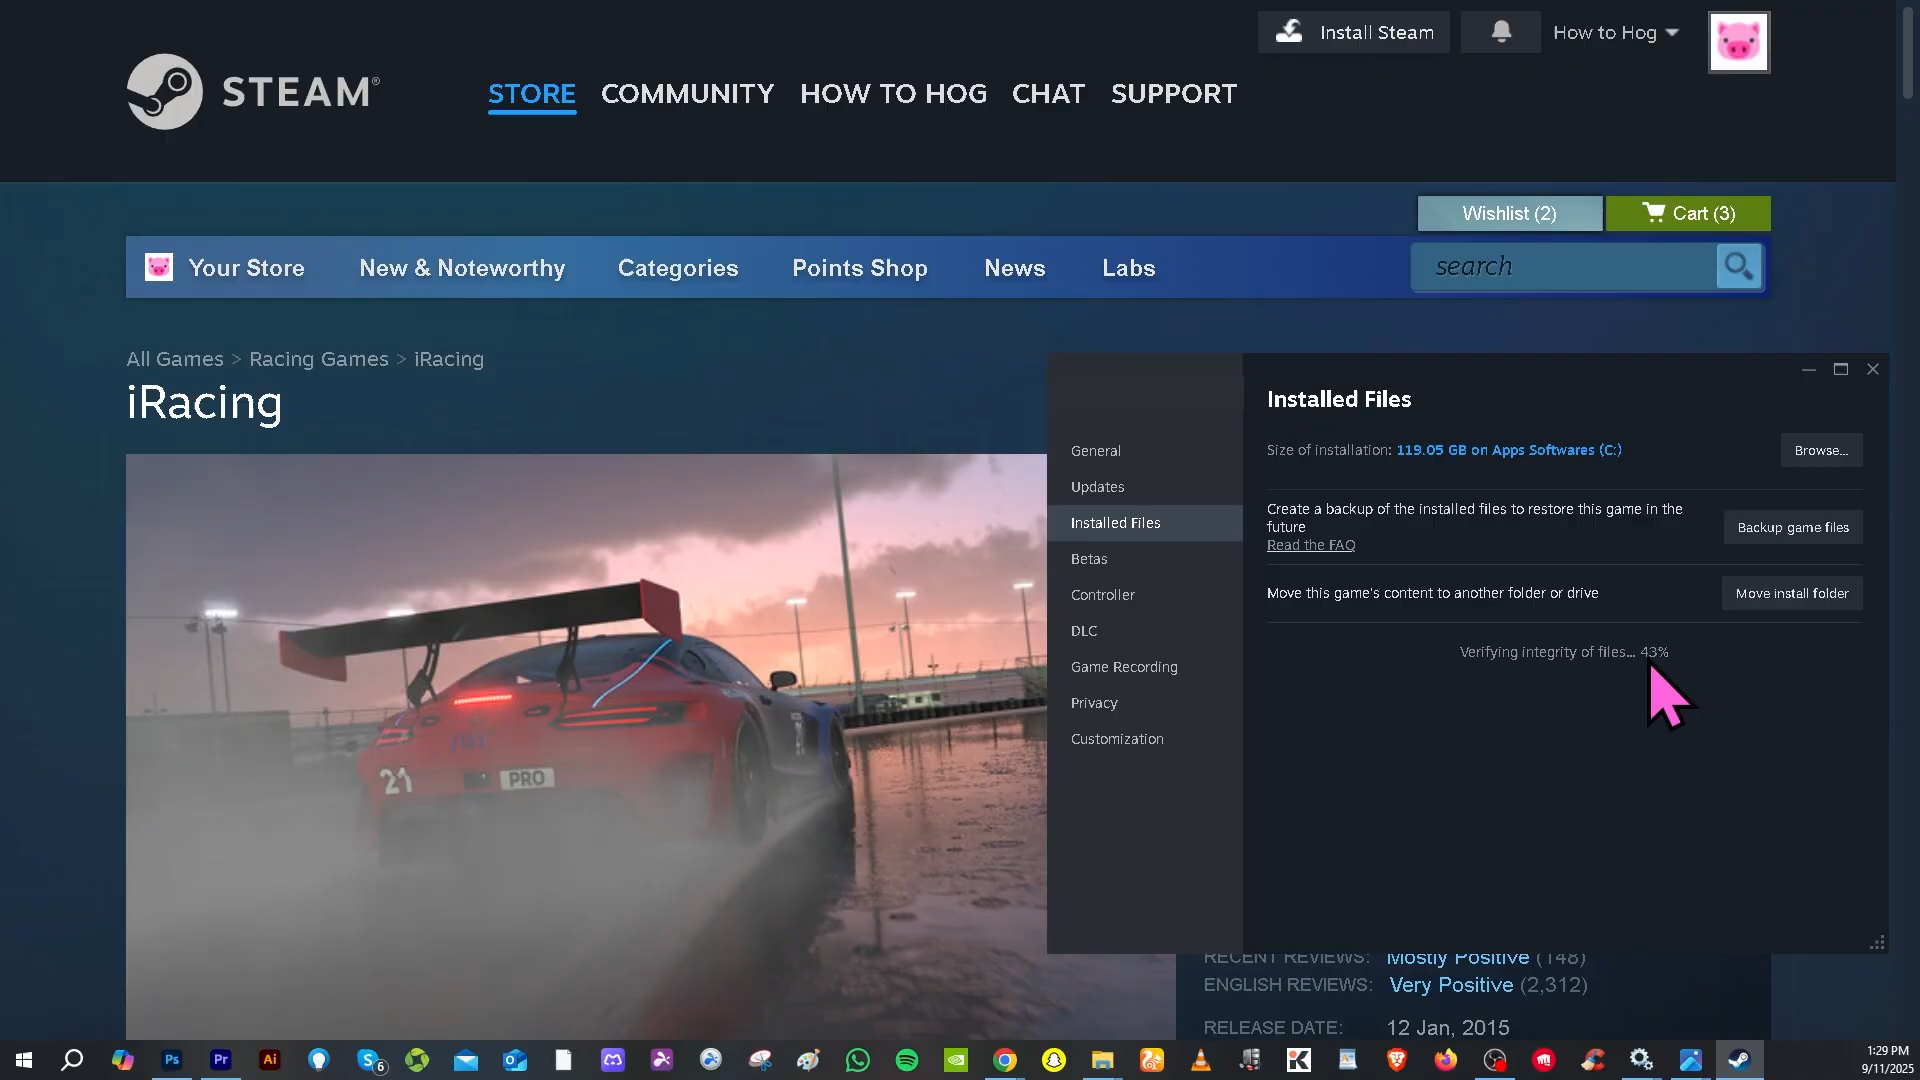 Install Steam
How to Hog
STEAM®
STORE COMMUNITY HOW TO HOG CHAT SUPPORT
Wishlist (2)
Cart (3)
Your Store New & Noteworthy Categories Points Shop News Labs
search
All Games > Racing Games > iRacing
iRacing
21
PRO
Installed Files
Size of installation: 119.05 GB on Apps Softwares (C:)
Browse...
General
Updates
Installed Files
Betas
Controller
DLC
Game Recording
Privacy
Customization
Create a backup of the installed files to restore this game in the
future
Read the FAQ
Backup game files
Move this game's content to another folder or drive
Move install folder
Verifying integrity of files... 43%
RECENT REVIEWS: Mostly Positive (148)
ENGLISH REVIEWS: Very Positive (2,312)
RELEASE DATE: 12 Jan, 2015
Ps
Pr
Ai
S
6
K
1:29 PM
9/11/2025